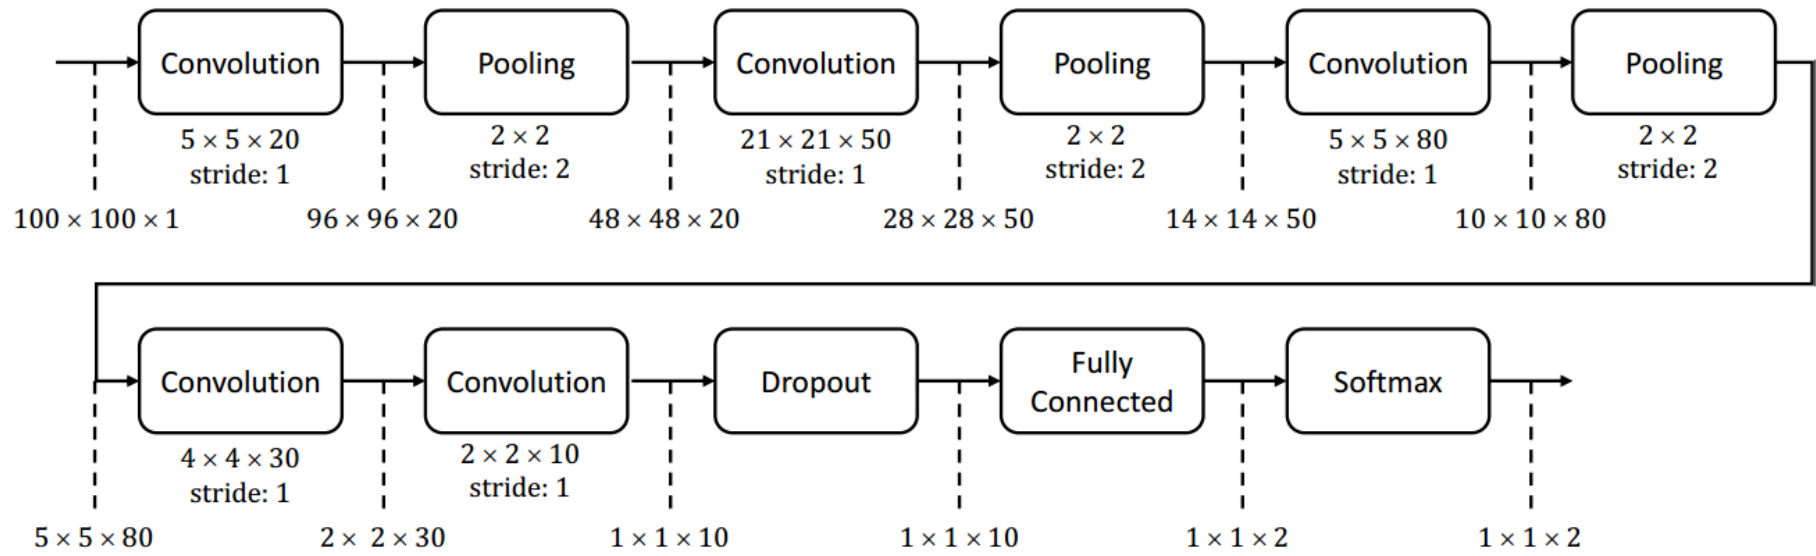 Convolution
Pooling
Convolution
Pooling
Convolution
Pooling
5 × 5 × 20
stride: 1
2 × 2
stride: 2
21 × 21 × 50
stride: 1
2 × 2
stride: 2
5 × 5 × 80
stride: 1
2 × 2
stride: 2
100 × 100 × 1
96 × 96 × 20
48 × 48 × 20
28 × 28 × 50
14 × 14 × 50
10 × 10 × 80
Convolution
Convolution
Dropout
Fully
Connected
Softmax
4 × 4 × 30
stride: 1
2 × 2 × 10
stride: 1
5 × 5 × 80
2 × 2 × 30
1 × 1 × 10
1 × 1 × 10
1 × 1 × 2
1 × 1 × 2